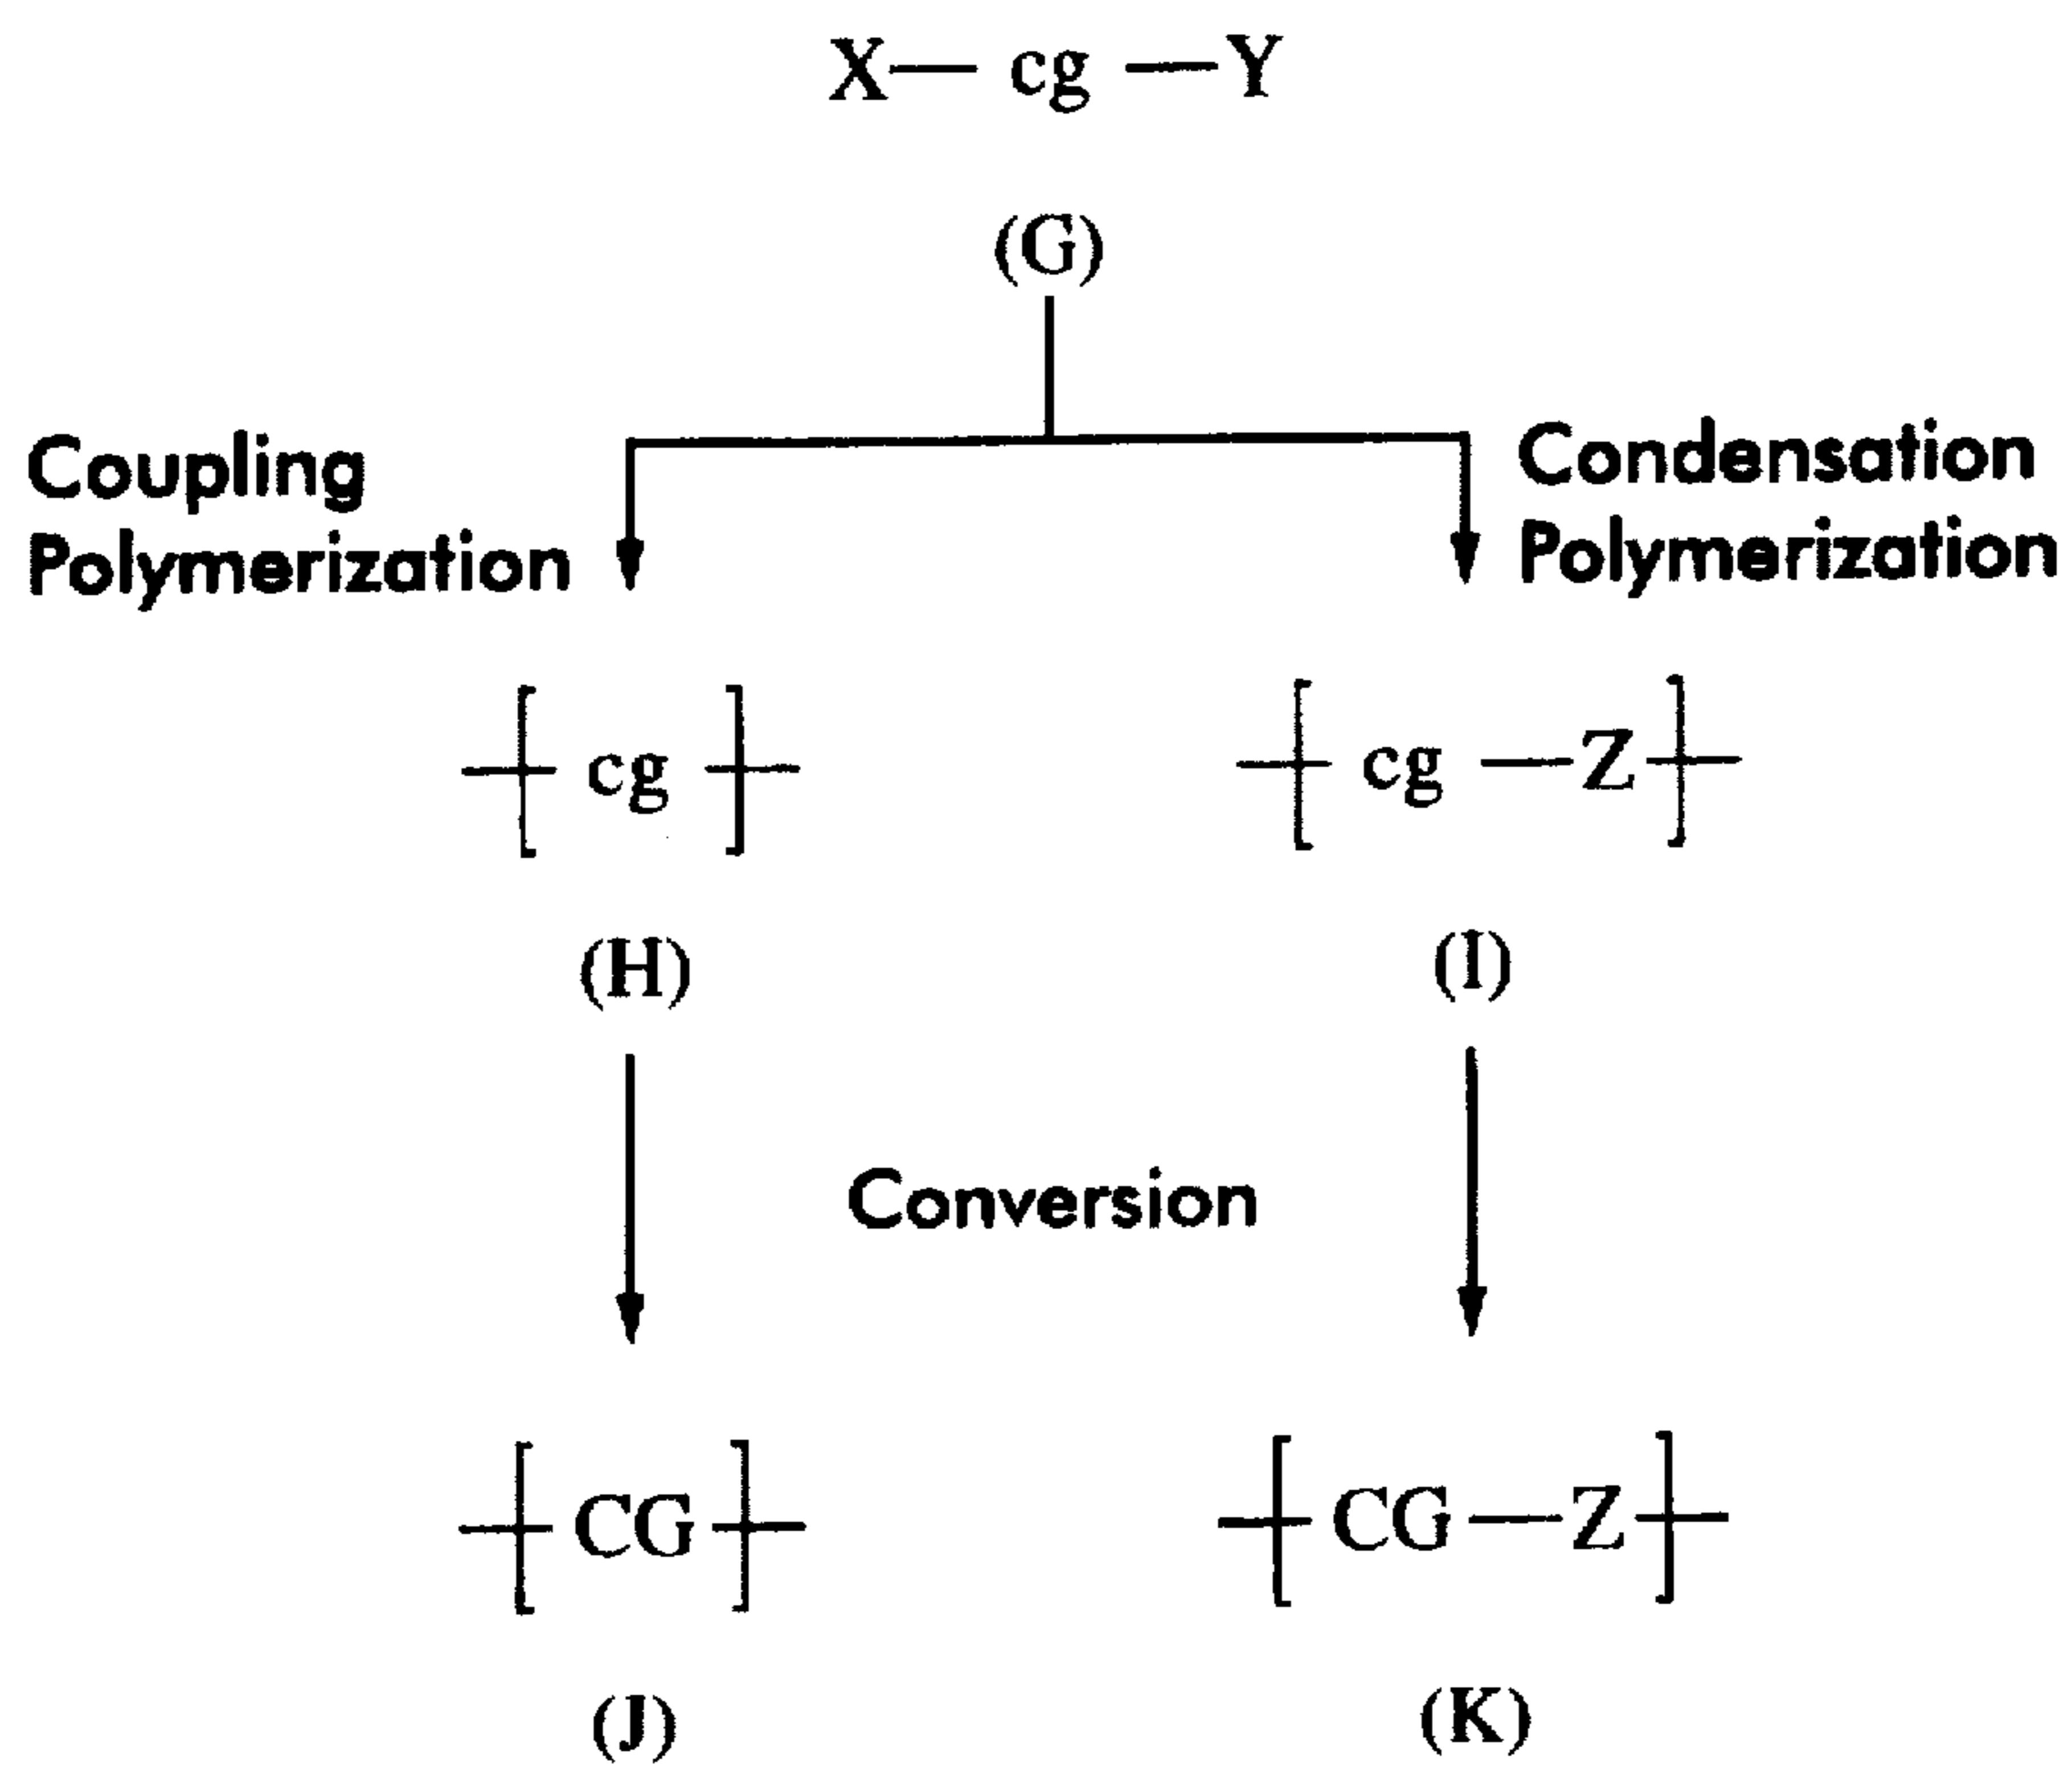 X — cg — Y
(G)
Coupling
Polymerization
Condensation
Polymerization
[ cg ]
[ cg — Z ]
(H)
(I)
Conversion
[ CG ]
[ CG — Z ]
(J)
(K)